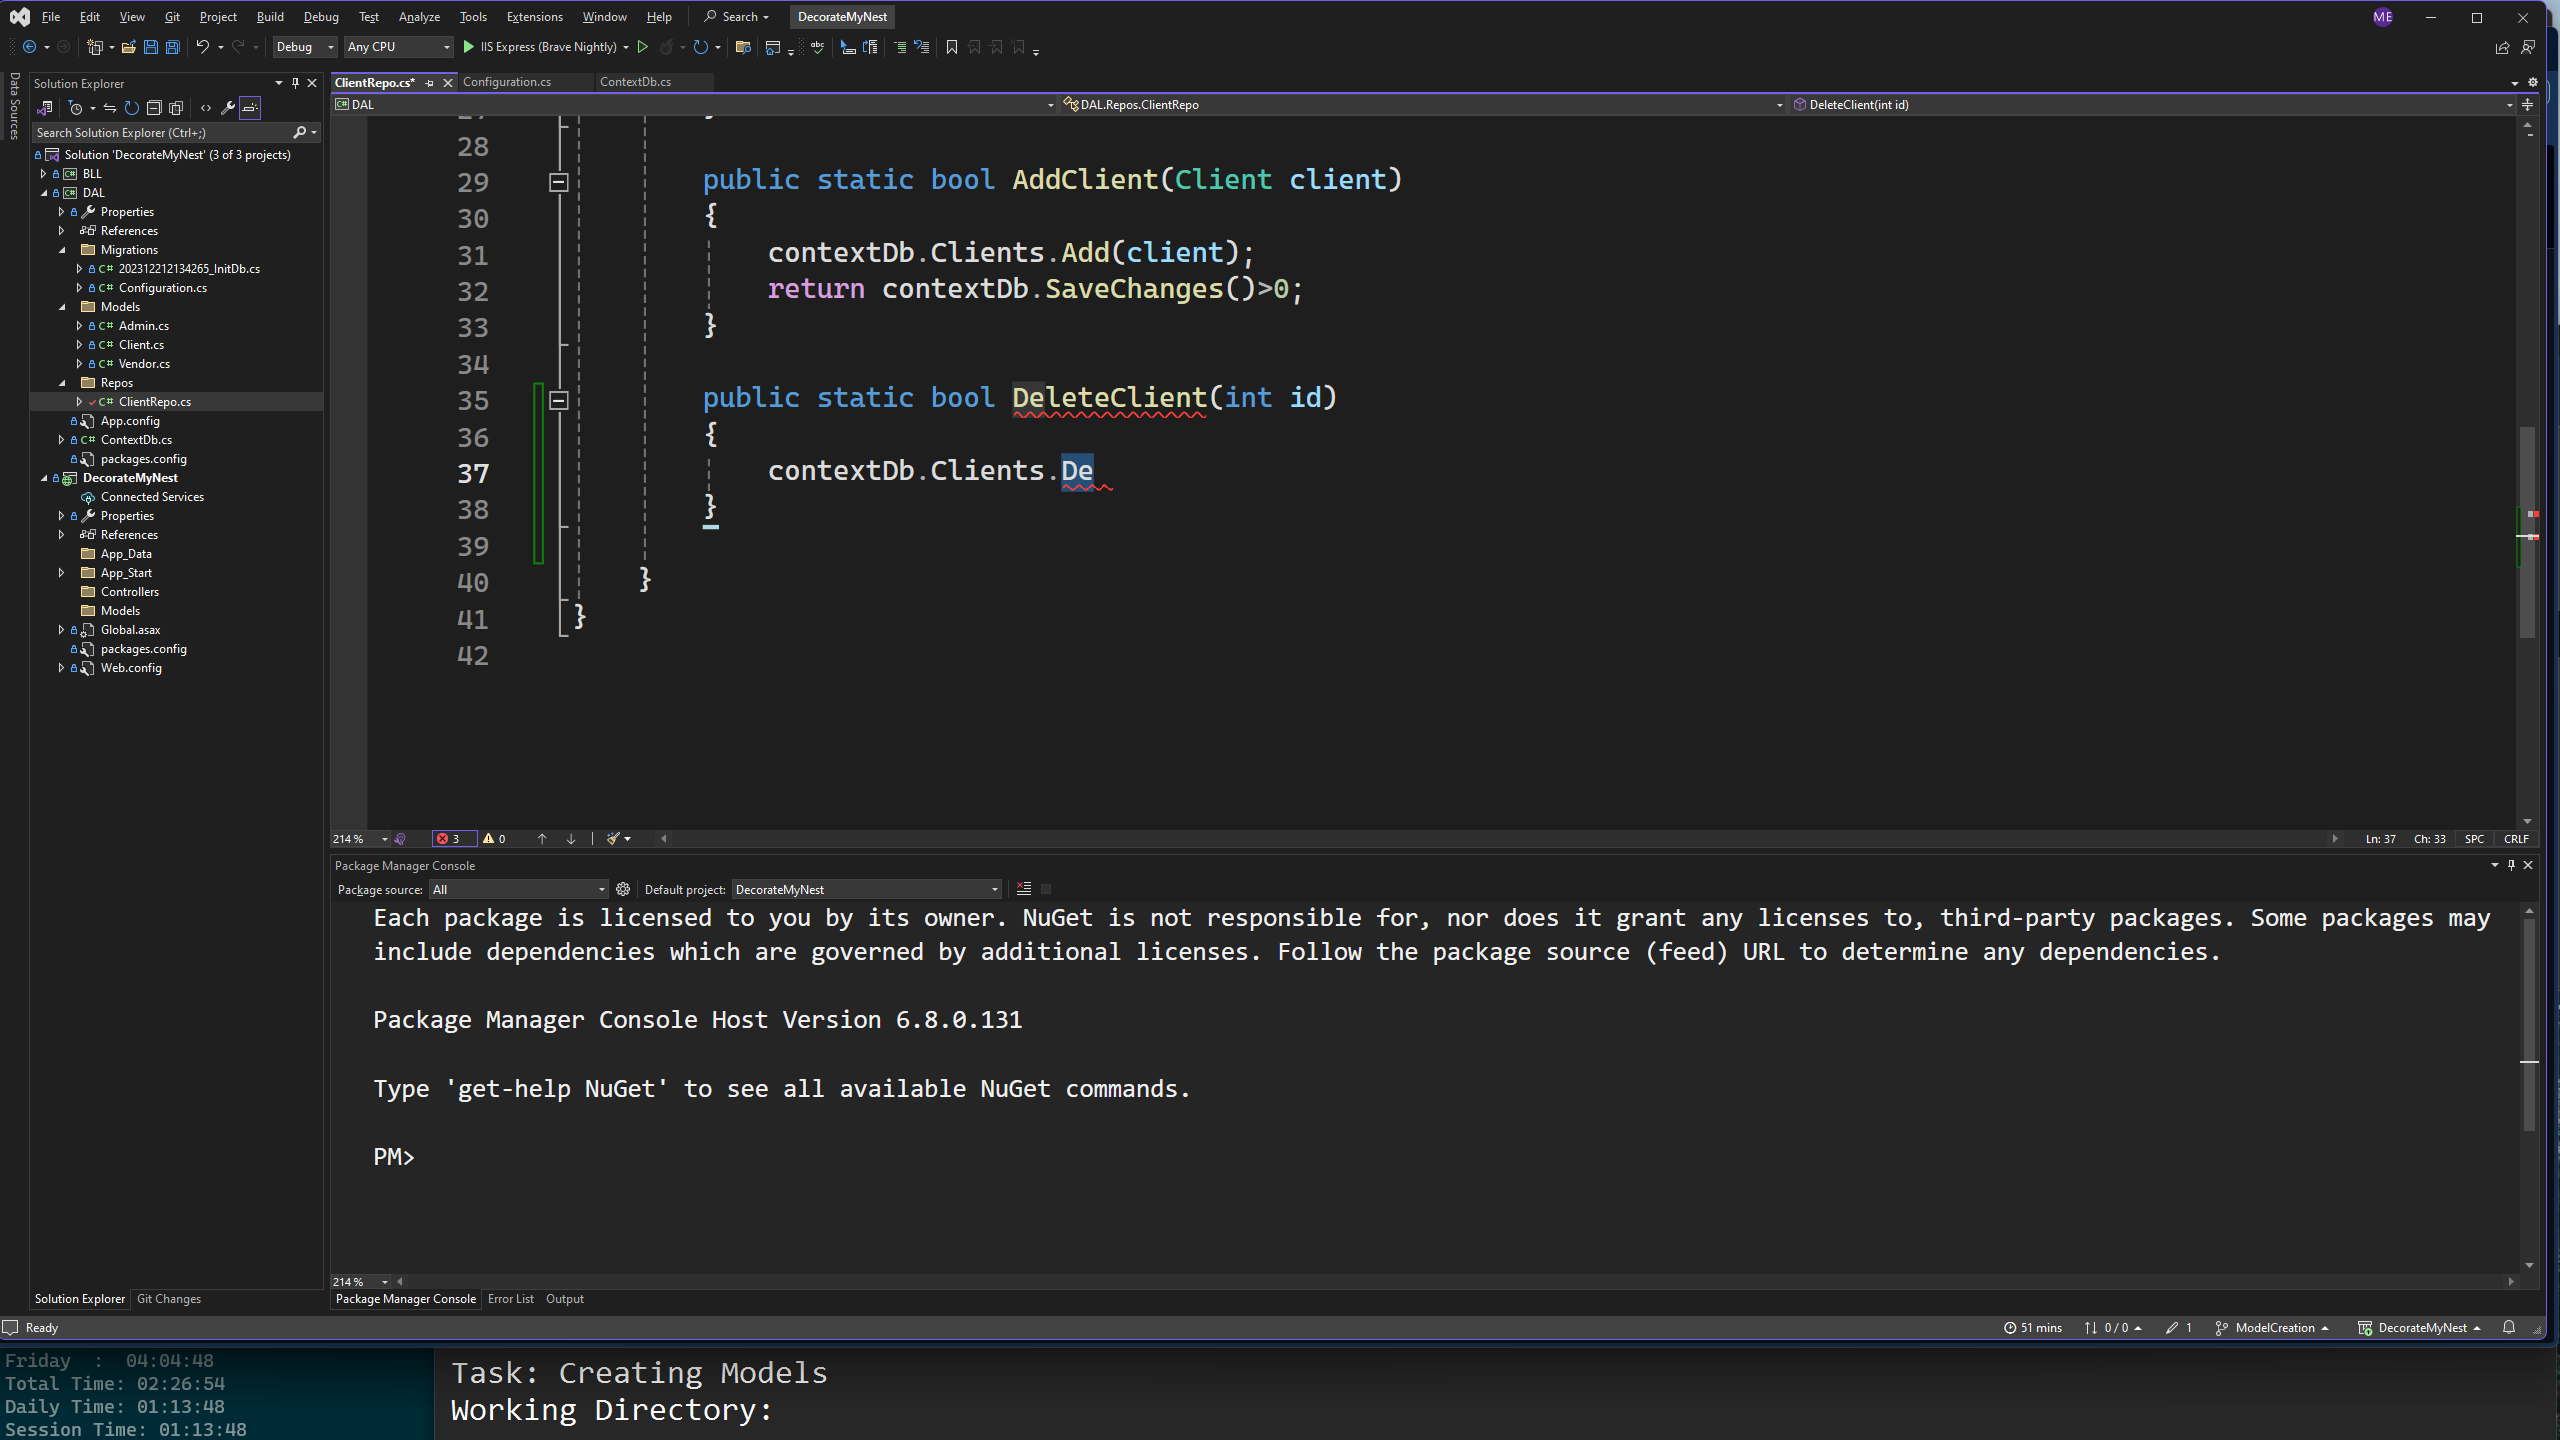 File Edit View Git Project Build Debug Test Analyze Tools Extensions Window Help Search DecorateMyNest ME
Debug Any CPU IIS Express (Brave Nightly)
Data Sources
Solution Explorer
Search Solution Explorer (Ctrl+;)
Solution 'DecorateMyNest' (3 of 3 projects)
BLL
DAL
Properties
References
Migrations
202312212134265_InitDb.cs
Configuration.cs
Models
Admin.cs
Client.cs
Vendor.cs
Repos
ClientRepo.cs
App.config
ContextDb.cs
packages.config
DecorateMyNest
Connected Services
Properties
References
App_Data
App_Start
Controllers
Models
Global.asax
packages.config
Web.config
Solution Explorer Git Changes
ClientRepo.cs* Configuration.cs ContextDb.cs
DAL DAL.Repos.ClientRepo DeleteClient(int id)
28
29 public static bool AddClient(Client client)
30 {
31 contextDb.Clients.Add(client);
32 return contextDb.SaveChanges()>0;
33 }
34
35 public static bool DeleteClient(int id)
36 {
37 contextDb.Clients.De
38 }
39
40 }
41 }
42
214 % 3 0 Ln: 37 Ch: 33 SPC CRLF
Package Manager Console
Package source: All Default project: DecorateMyNest
Each package is licensed to you by its owner. NuGet is not responsible for, nor does it grant any licenses to, third-party packages. Some packages may
include dependencies which are governed by additional licenses. Follow the package source (feed) URL to determine any dependencies.
Package Manager Console Host Version 6.8.0.131
Type 'get-help NuGet' to see all available NuGet commands.
PM>
214 %
Package Manager Console Error List Output
Ready 51 mins 0 / 0 1 ModelCreation DecorateMyNest
Friday : 04:04:48
Total Time: 02:26:54
Daily Time: 01:13:48
Session Time: 01:13:48
Task: Creating Models
Working Directory: